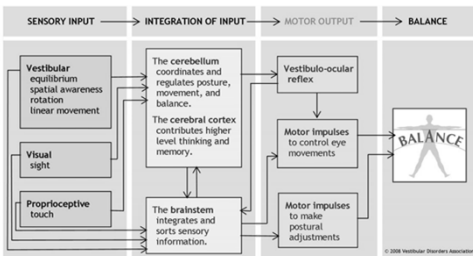 SENSORY INPUT
INTEGRATION OF INPUT
MOTOR OUTPUT
BALANCE
Vestibular
equilibrium
spatial awareness
rotation
linear movement
Visual
sight
Proprioceptive
touch
The cerebellum
coordinates and
regulates posture,
movement, and
balance.
The cerebral cortex
contributes higher
level thinking and
memory.
The brainstem
integrates and
sorts sensory
information.
Vestibulo-ocular
reflex
Motor impulses
to control eye
movements
Motor impulses
to make
postural
adjustments
BALANCE
© 2008 Vestibular Disorders Association